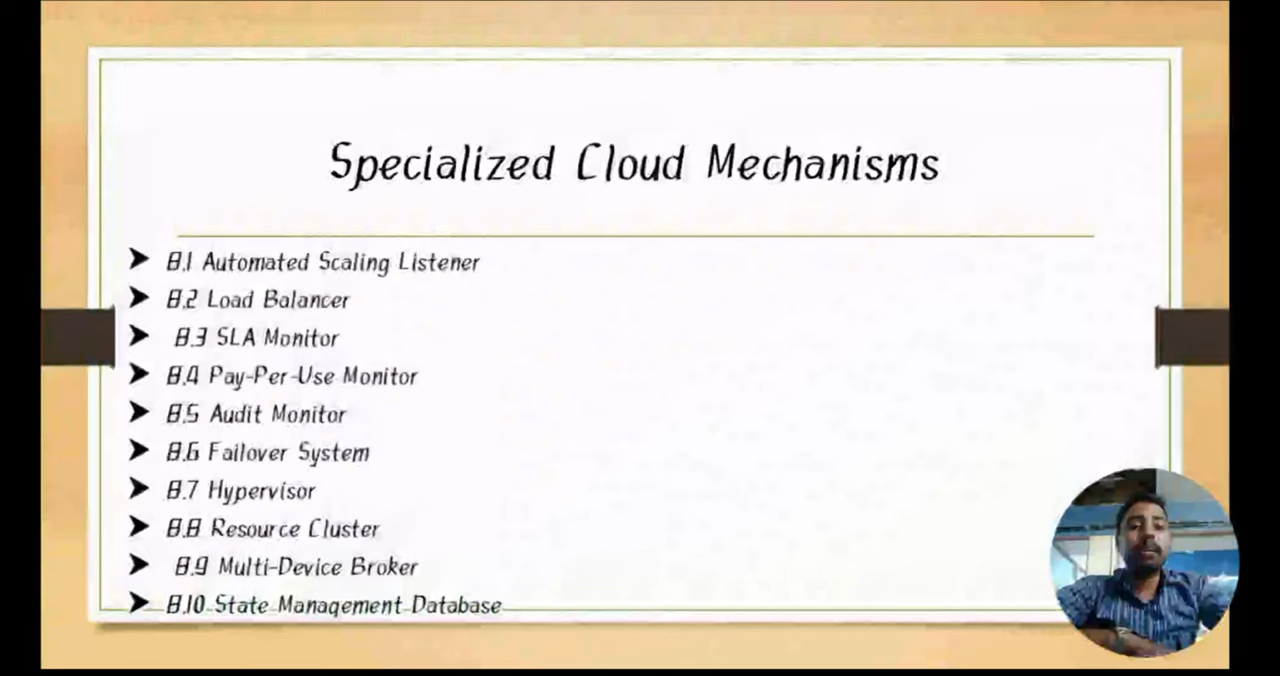 Specialized Cloud Mechanisms
8.1 Automated Scaling Listener
8.2 Load Balancer
8.3 SLA Monitor
8.4 Pay-Per-Use Monitor
8.5 Audit Monitor
8.6 Failover System
8.7 Hypervisor
8.8 Resource Cluster
8.9 Multi-Device Broker
8.10 State Management Database